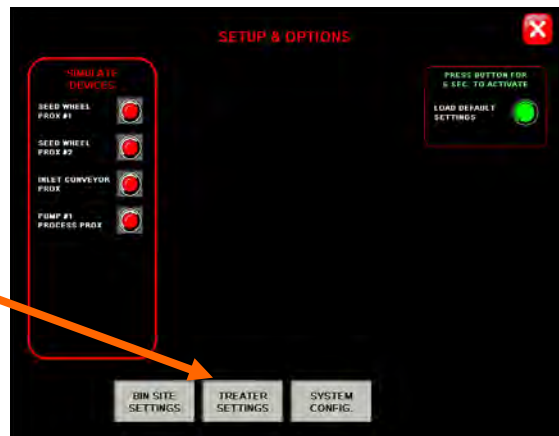 SETUP & OPTIONS
X
SIMULATE
DEVICES
SEED WHEEL
PROX #1
SEED WHEEL
PROX #2
INLET CONVEYOR
PROX
PUMP #1
PROCESS PROX
PRESS BUTTON FOR
5 SEC. TO ACTIVATE
LOAD DEFAULT
SETTINGS
BIN SITE
SETTINGS
TREATER
SETTINGS
SYSTEM
CONFIG.